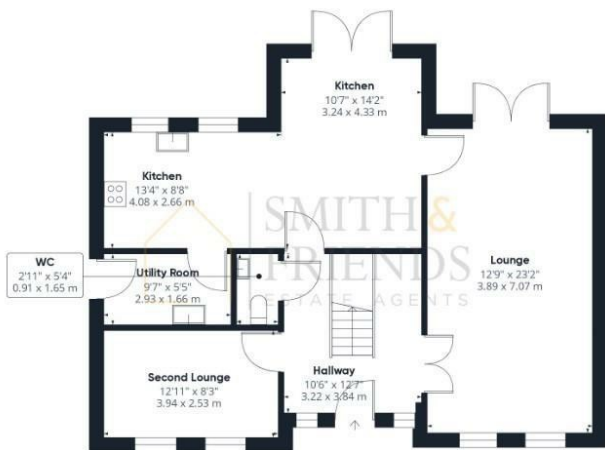 Kitchen
10'7" x 14'2"
3.24 x 4.33 m
Kitchen
13'4" x 8'8"
4.08 x 2.66 m
SMITH &
FRIENDS
ESTATE AGENTS
WC
2'11" x 5'4"
0.91 x 1.65 m
Utility Room
9'7" x 5'5"
2.93 x 1.66 m
Lounge
12'9" x 23'2"
3.89 x 7.07 m
Second Lounge
12'11" x 8'3"
3.94 x 2.53 m
Hallway
10'6" x 12'7"
3.22 x 3.84 m